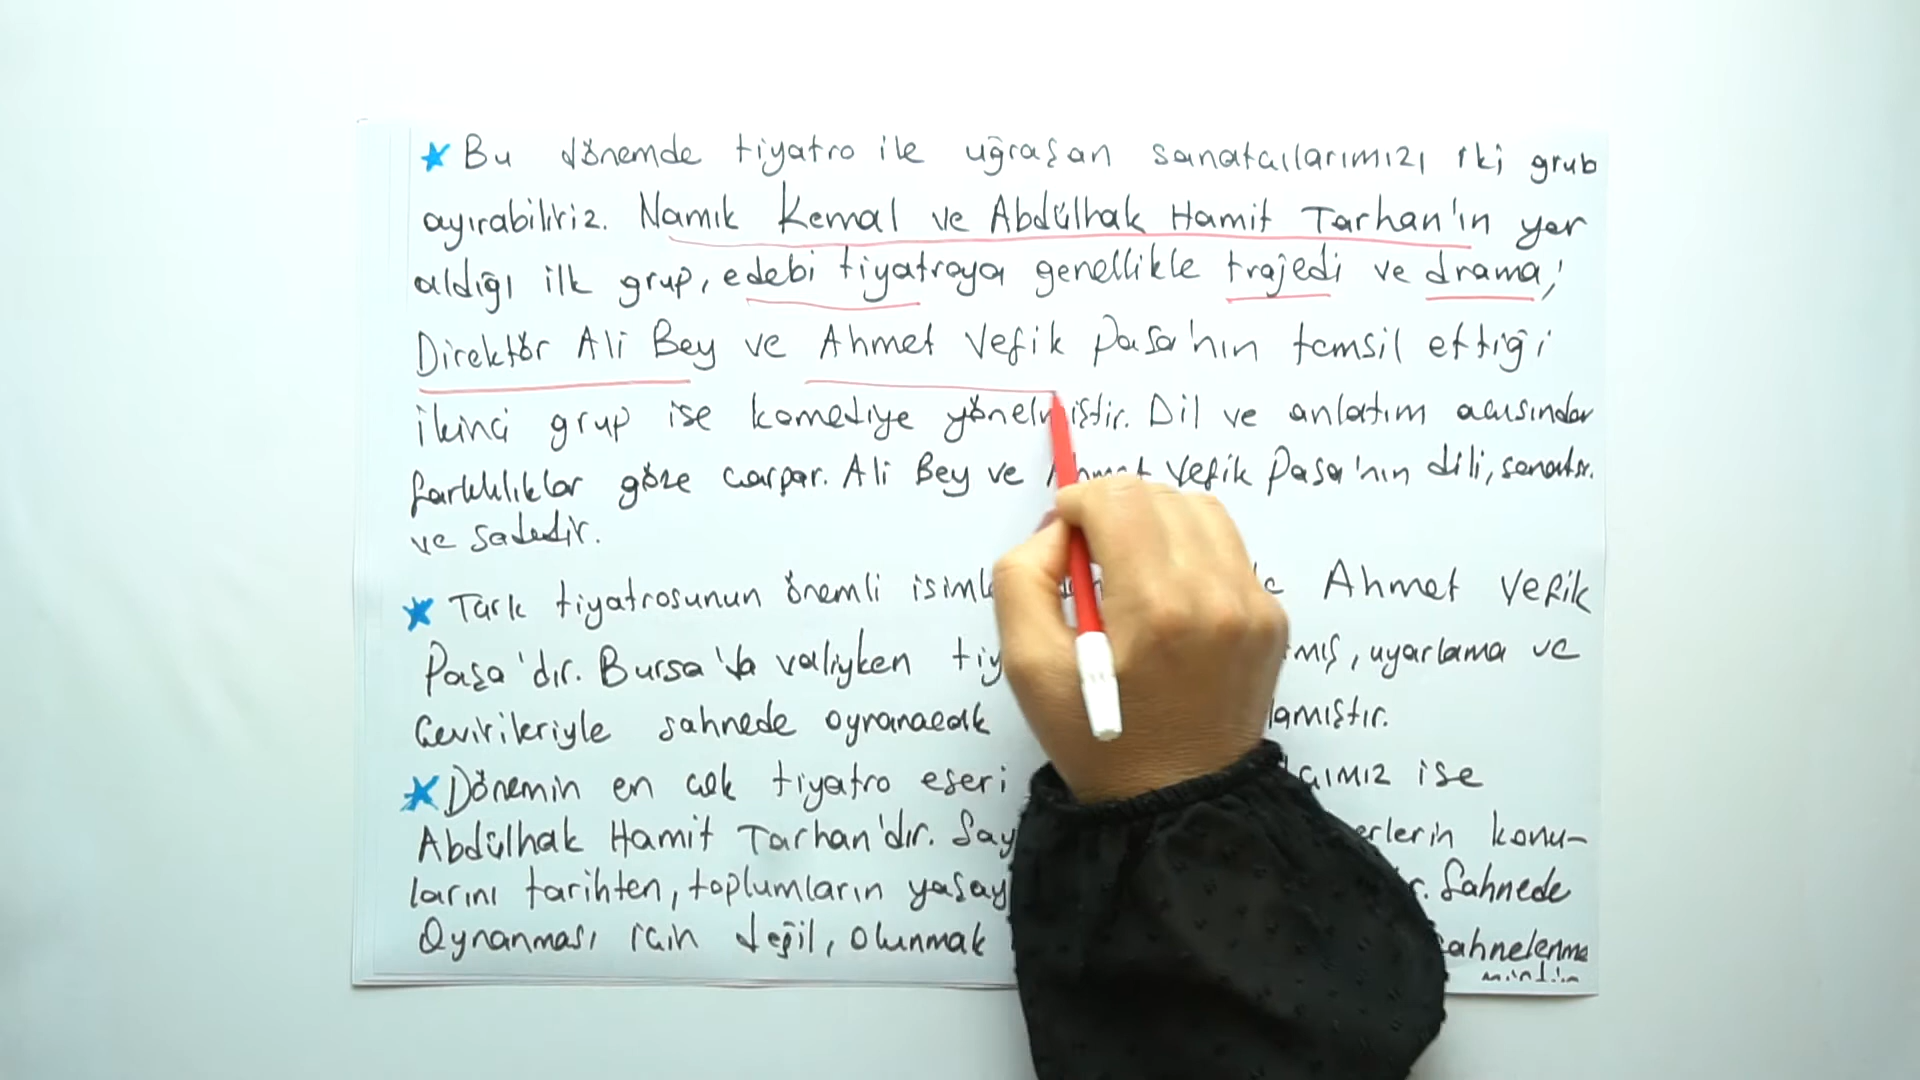 Bu dönemde tiyatro ile uğraşan sanatçılarımızı iki grub
ayırabiliriz. Namık Kemal ve Abdülhak Hamit Tarhan'ın yer
aldığı ilk grup, edebi tiyatroya genellikle trajedi ve drama;
Direktör Ali Bey ve Ahmet Vefik Paşa'nın temsil ettiği
ikinci grup ise komediye yönelmiştir. Dil ve anlatım açısından
farklılıklar göze çarpar. Ali Bey ve Ahmet Vefik Paşa'nın dili, sanatsız
ve sadedir.
Türk tiyatrosunun önemli Ahmet Vefik
Paşa'dır. Bursa'da valiyken uyarlama ve
Çevirileriyle sahnede oynanacak
Dönemin en çok tiyatro eseri ise
Abdülhak Hamit Tarhan'dır. konu-
larını tarihten, toplumların Sahnede
Oynanması için değil, okunmak sahnelenme